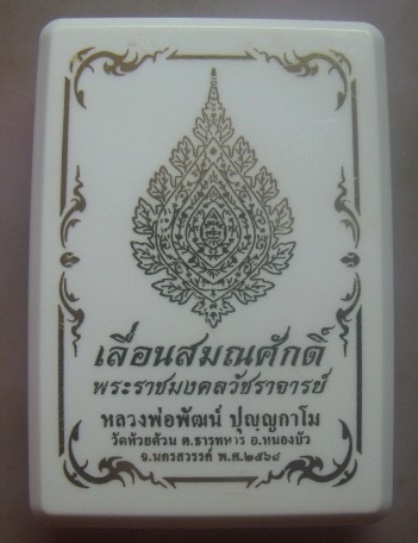 เลื่อนสมณศักดิ์
พระราชมงคลวัชราจารย์
หลวงพ่อพัฒน์ ปุญฺญกาโม
วัดห้วยด้วน ต.ธารทหาร อ.หนองบัว
จ.นครสวรรค์ พ.ศ.๒๕๖๔